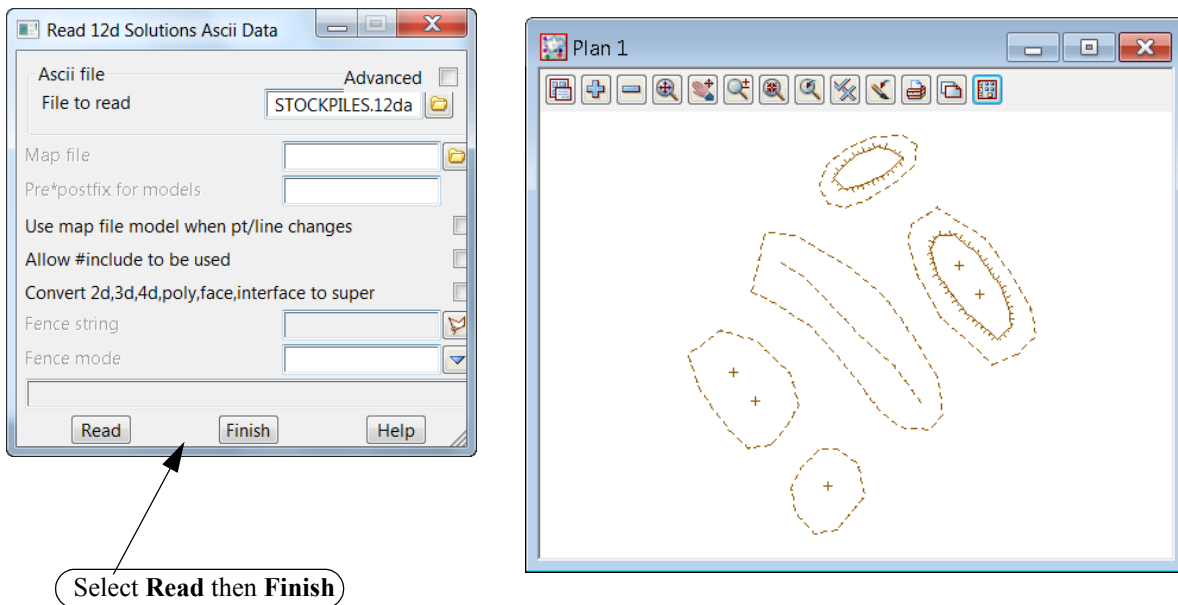 Read 12d Solutions Ascii Data
Ascii file
Advanced
File to read
STOCKPILES.12da
Map file
Pre*postfix for models
Use map file model when pt/line changes
Allow #include to be used
Convert 2d,3d,4d,poly,face,interface to super
Fence string
Fence mode
Read
Finish
Help
Select Read then Finish
Plan 1